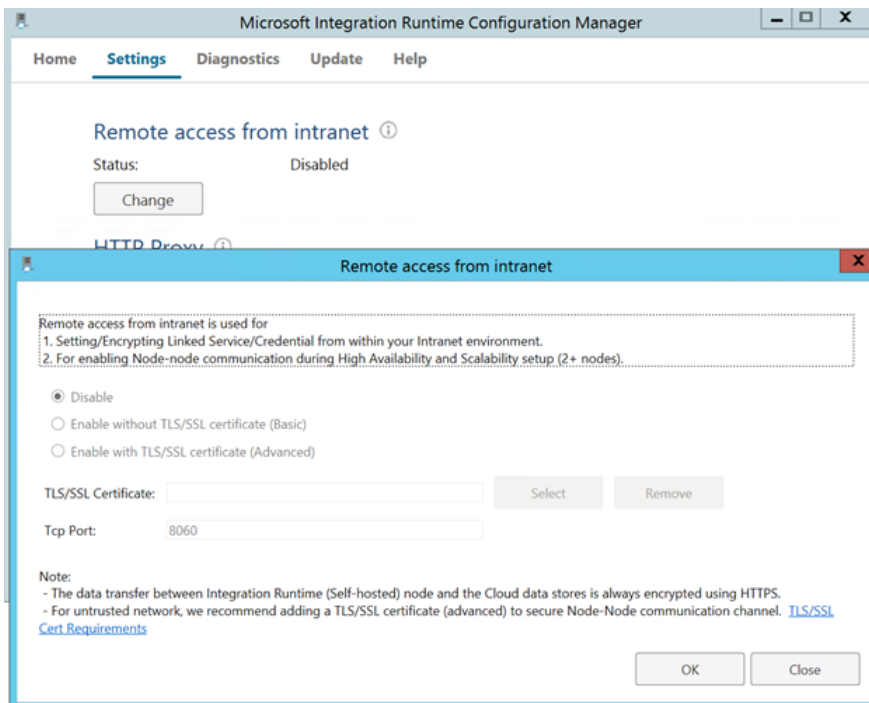 Microsoft Integration Runtime Configuration Manager
Home Settings Diagnostics Update Help
Remote access from intranet
Status: Disabled
Change
HTTP Proxy
Remote access from intranet
Remote access from intranet is used for
1. Setting/Encrypting Linked Service/Credential from within your Intranet environment.
2. For enabling Node-node communication during High Availability and Scalability setup (2+ nodes).
Disable
Enable without TLS/SSL certificate (Basic)
Enable with TLS/SSL certificate (Advanced)
TLS/SSL Certificate: Select Remove
Tcp Port: 8060
Note:
- The data transfer between Integration Runtime (Self-hosted) node and the Cloud data stores is always encrypted using HTTPS.
- For untrusted network, we recommend adding a TLS/SSL certificate (advanced) to secure Node-Node communication channel. TLS/SSL
Cert Requirements
OK Close